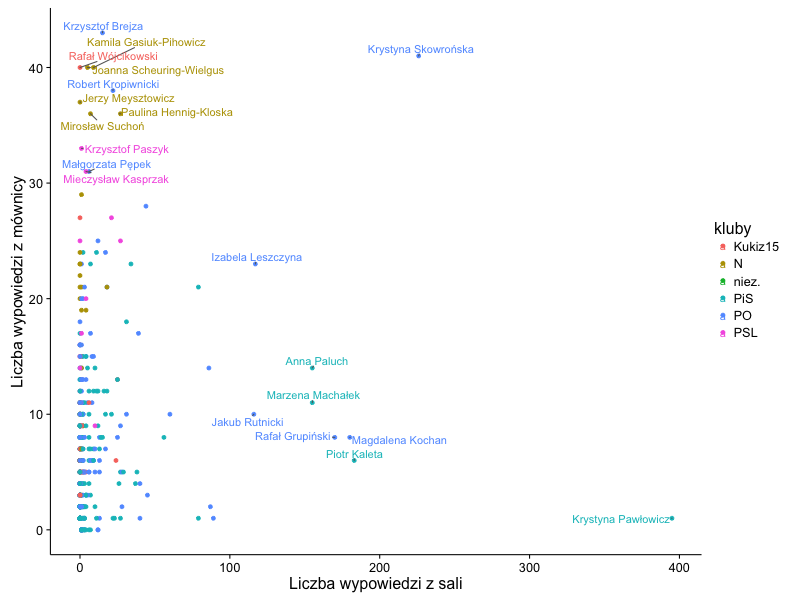 Krzysztof Brejza
Kamila Gasiuk-Pihowicz
Krystyna Skowrońska
Rafał Wójcikowski
Joanna Scheuring-Wielgus
Robert Kropiwnicki
Jerzy Meysztowicz
Paulina Hennig-Kloska
Mirosław Suchoń
Krzysztof Paszyk
Małgorzata Pępek
Mieczysław Kasprzak
Izabela Leszczyna
Anna Paluch
Marzena Machałek
Jakub Rutnicki
Rafał Grupiński
Magdalena Kochan
Piotr Kaleta
Krystyna Pawłowicz
40
30
20
10
0
Liczba wypowiedzi z mównicy
0 100 200 300 400
Liczba wypowiedzi z sali
kluby
a Kukiz15
a N
a niez.
a PiS
a PO
a PSL